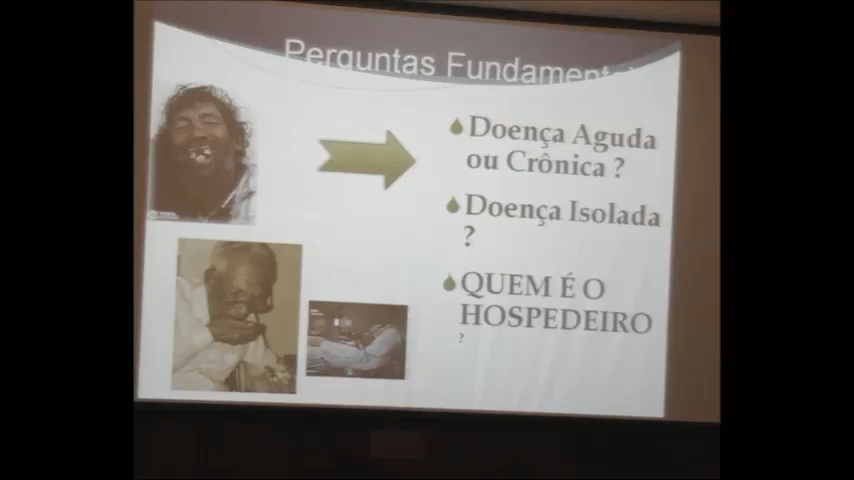 Perguntas Fundament
Doença Aguda
ou Crônica ?
Doença Isolada
?
QUEM É O
HOSPEDEIRO
?